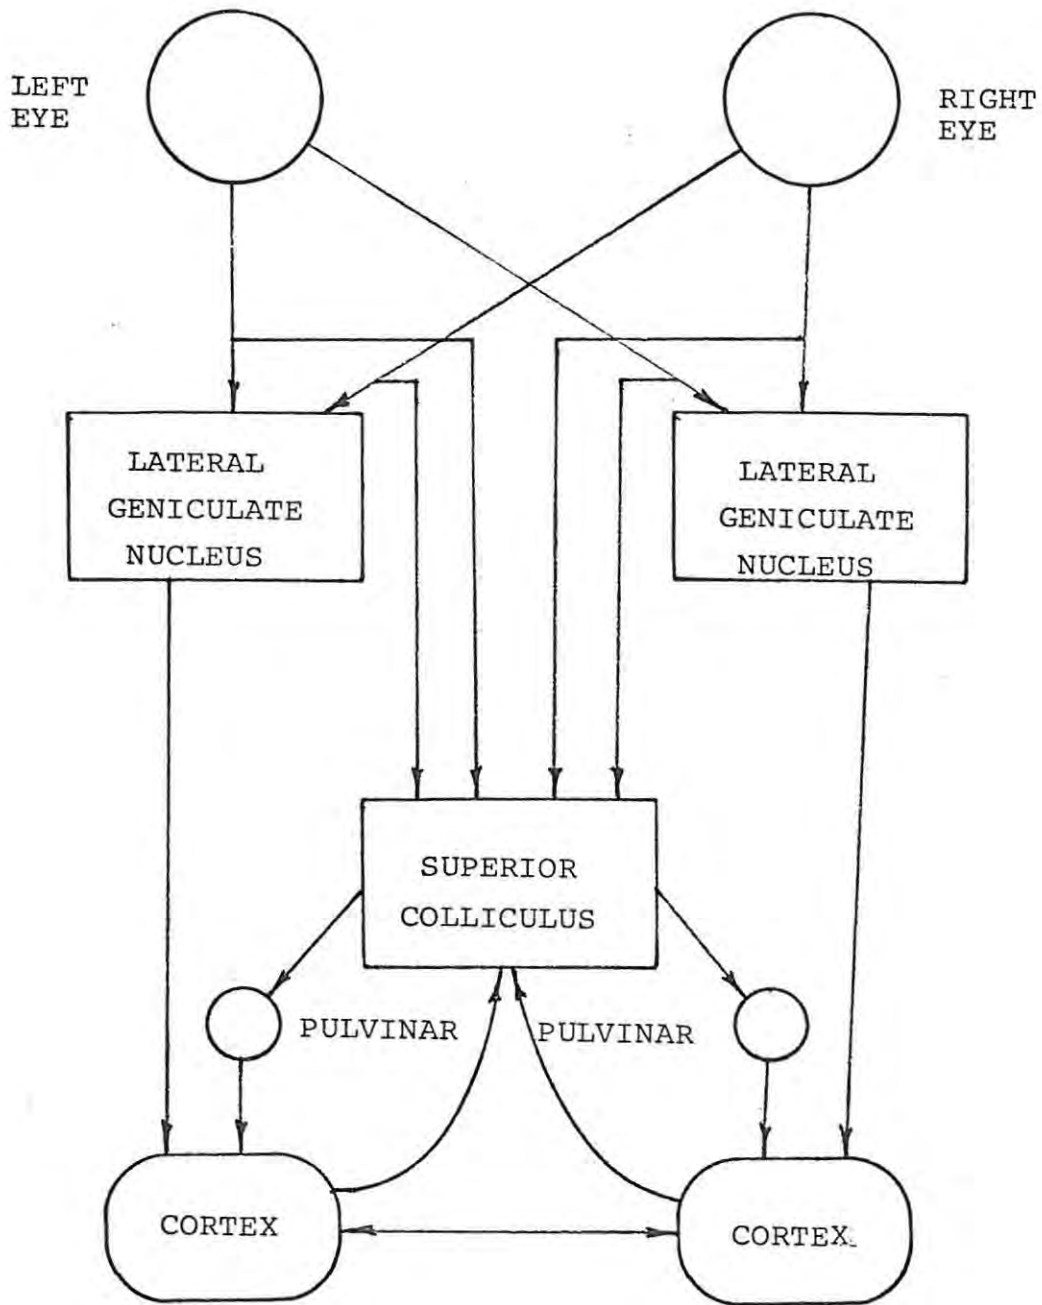 LEFT
EYE
RIGHT
EYE
LATERAL
GENICULATE
NUCLEUS
LATERAL
GENICULATE
NUCLEUS
SUPERIOR
COLLICULUS
PULVINAR
PULVINAR
CORTEX
CORTEX